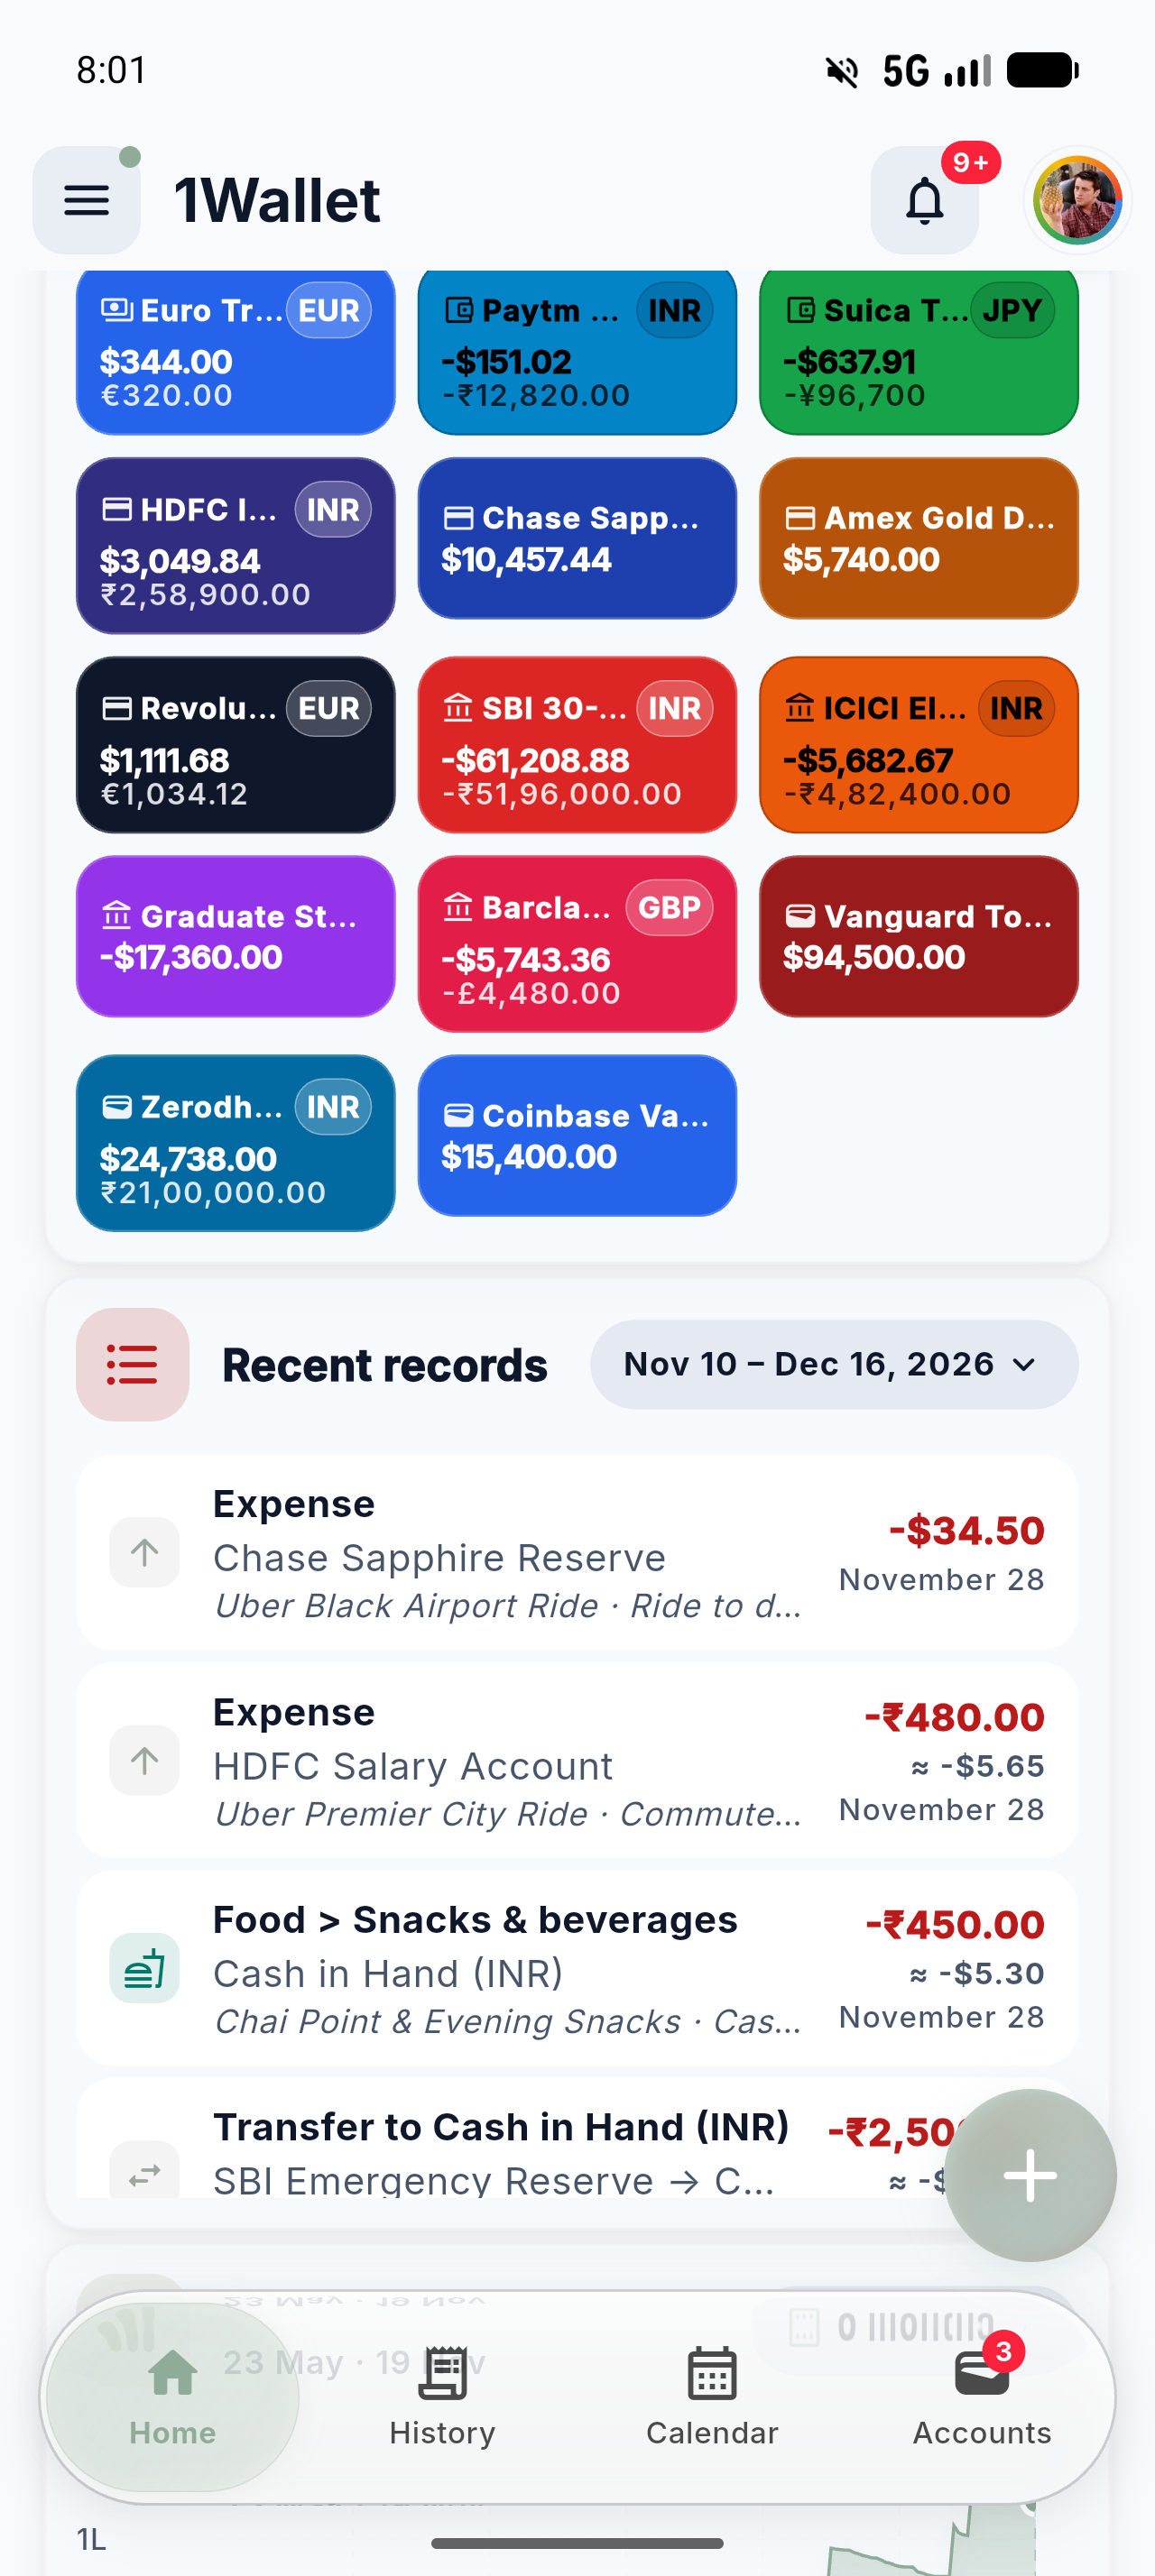 8:01
5G
1Wallet
9+
Euro Tr... EUR
$344.00
€320.00
Paytm ... INR
-$151.02
-₹12,820.00
Suica T... JPY
-$637.91
-¥96,700
HDFC I... INR
$3,049.84
₹2,58,900.00
Chase Sapp...
$10,457.44
Amex Gold D...
$5,740.00
Revolu... EUR
$1,111.68
€1,034.12
SBI 30-... INR
-$61,208.88
-₹51,96,000.00
ICICI El... INR
-$5,682.67
-₹4,82,400.00
Graduate St...
-$17,360.00
Barcla... GBP
-$5,743.36
-£4,480.00
Vanguard To...
$94,500.00
Zerodh... INR
$24,738.00
₹21,00,000.00
Coinbase Va...
$15,400.00
Recent records
Nov 10 – Dec 16, 2026
Expense
Chase Sapphire Reserve
Uber Black Airport Ride · Ride to d...
-$34.50
November 28
Expense
HDFC Salary Account
Uber Premier City Ride · Commute...
-₹480.00
≈ -$5.65
November 28
Food > Snacks & beverages
Cash in Hand (INR)
Chai Point & Evening Snacks · Cas...
-₹450.00
≈ -$5.30
November 28
Transfer to Cash in Hand (INR)
SBI Emergency Reserve → C...
-₹2,50
≈ -$
23 May · 19 Nov
Home
History
Calendar
3
Accounts
1L